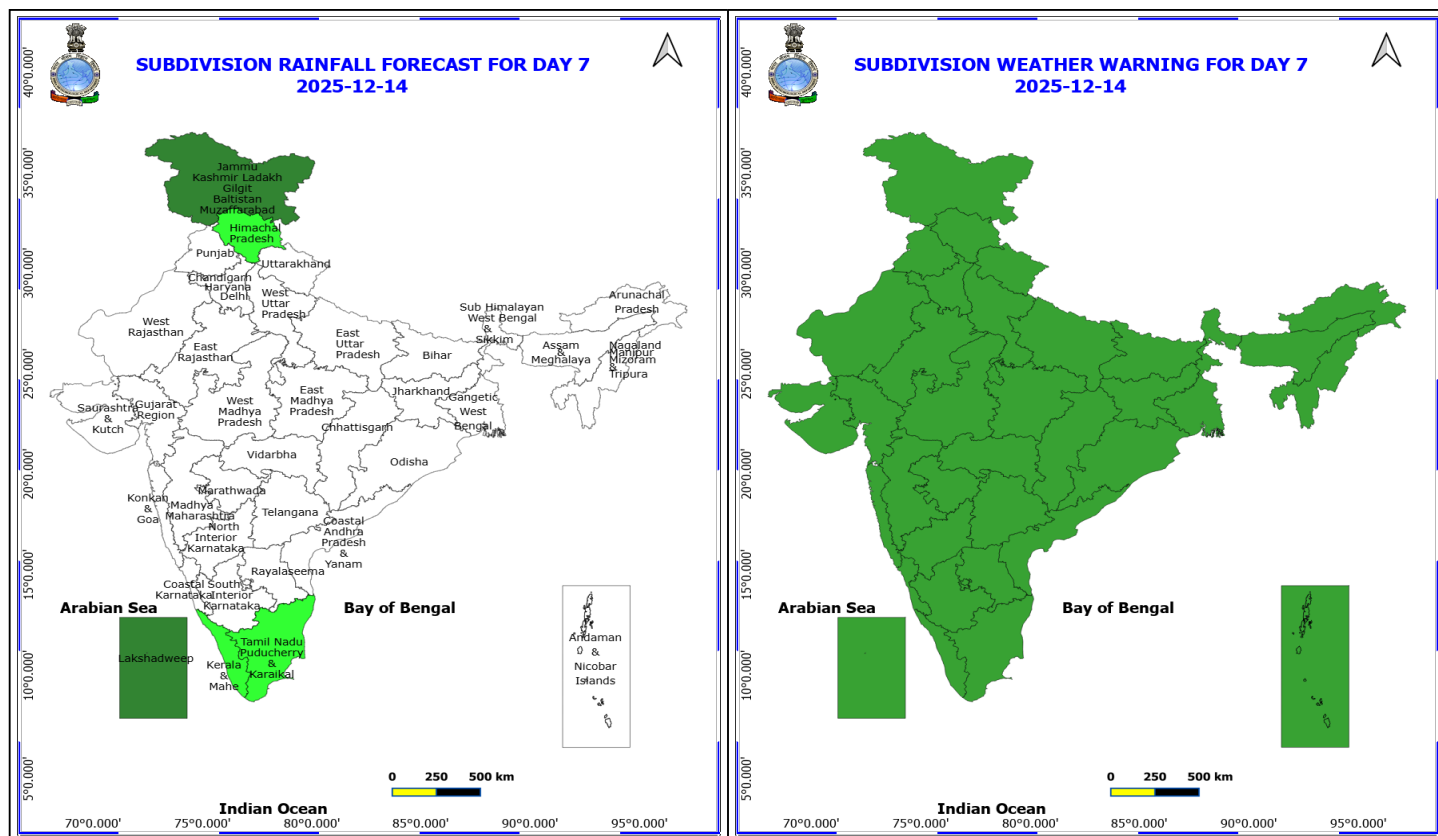 SUBDIVISION RAINFALL FORECAST FOR DAY 7
2025-12-14
40°0.000'
35°0.000'
30°0.000'
25°0.000'
20°0.000'
15°0.000'
10°0.000'
5°0.000'
Jammu
Kashmir Ladakh
Gilgit
Baltistan
Muzaffarabad
Himachal
Pradesh
Punjab
Uttarakhand
Chandigarh
Haryana
Delhi
West
Uttar
Pradesh
West
Rajasthan
East
Rajasthan
East
Uttar
Pradesh
Bihar
Sub Himalayan
West Bengal
&
Sikkim
Arunachal
Pradesh
Assam
&
Meghalaya
Nagaland
Manipur
Mizoram
&
Tripura
Saurashtra
&
Kutch
Gujarat
Region
West
Madhya
Pradesh
East
Madhya
Pradesh
Jharkhand
Gangetic
West
Bengal
Chhattisgarh
Vidarbha
Odisha
Konkan
&
Goa
Madhya
Maharashtra
Marathwada
Telangana
North
Interior
Karnataka
Coastal
Andhra
Pradesh
&
Yanam
Rayalaseema
Coastal
Karnataka
South
Interior
Karnataka
Arabian Sea
Bay of Bengal
Lakshadweep
Kerala
&
Mahe
Tamil Nadu
Puducherry
&
Karaikal
Andaman
&
Nicobar
Islands
0 250 500 km
Indian Ocean
70°0.000' 75°0.000' 80°0.000' 85°0.000' 90°0.000' 95°0.000'
SUBDIVISION WEATHER WARNING FOR DAY 7
2025-12-14
40°0.000'
35°0.000'
30°0.000'
25°0.000'
20°0.000'
15°0.000'
10°0.000'
5°0.000'
Arabian Sea
Bay of Bengal
0 250 500 km
Indian Ocean
70°0.000' 75°0.000' 80°0.000' 85°0.000' 90°0.000' 95°0.000'